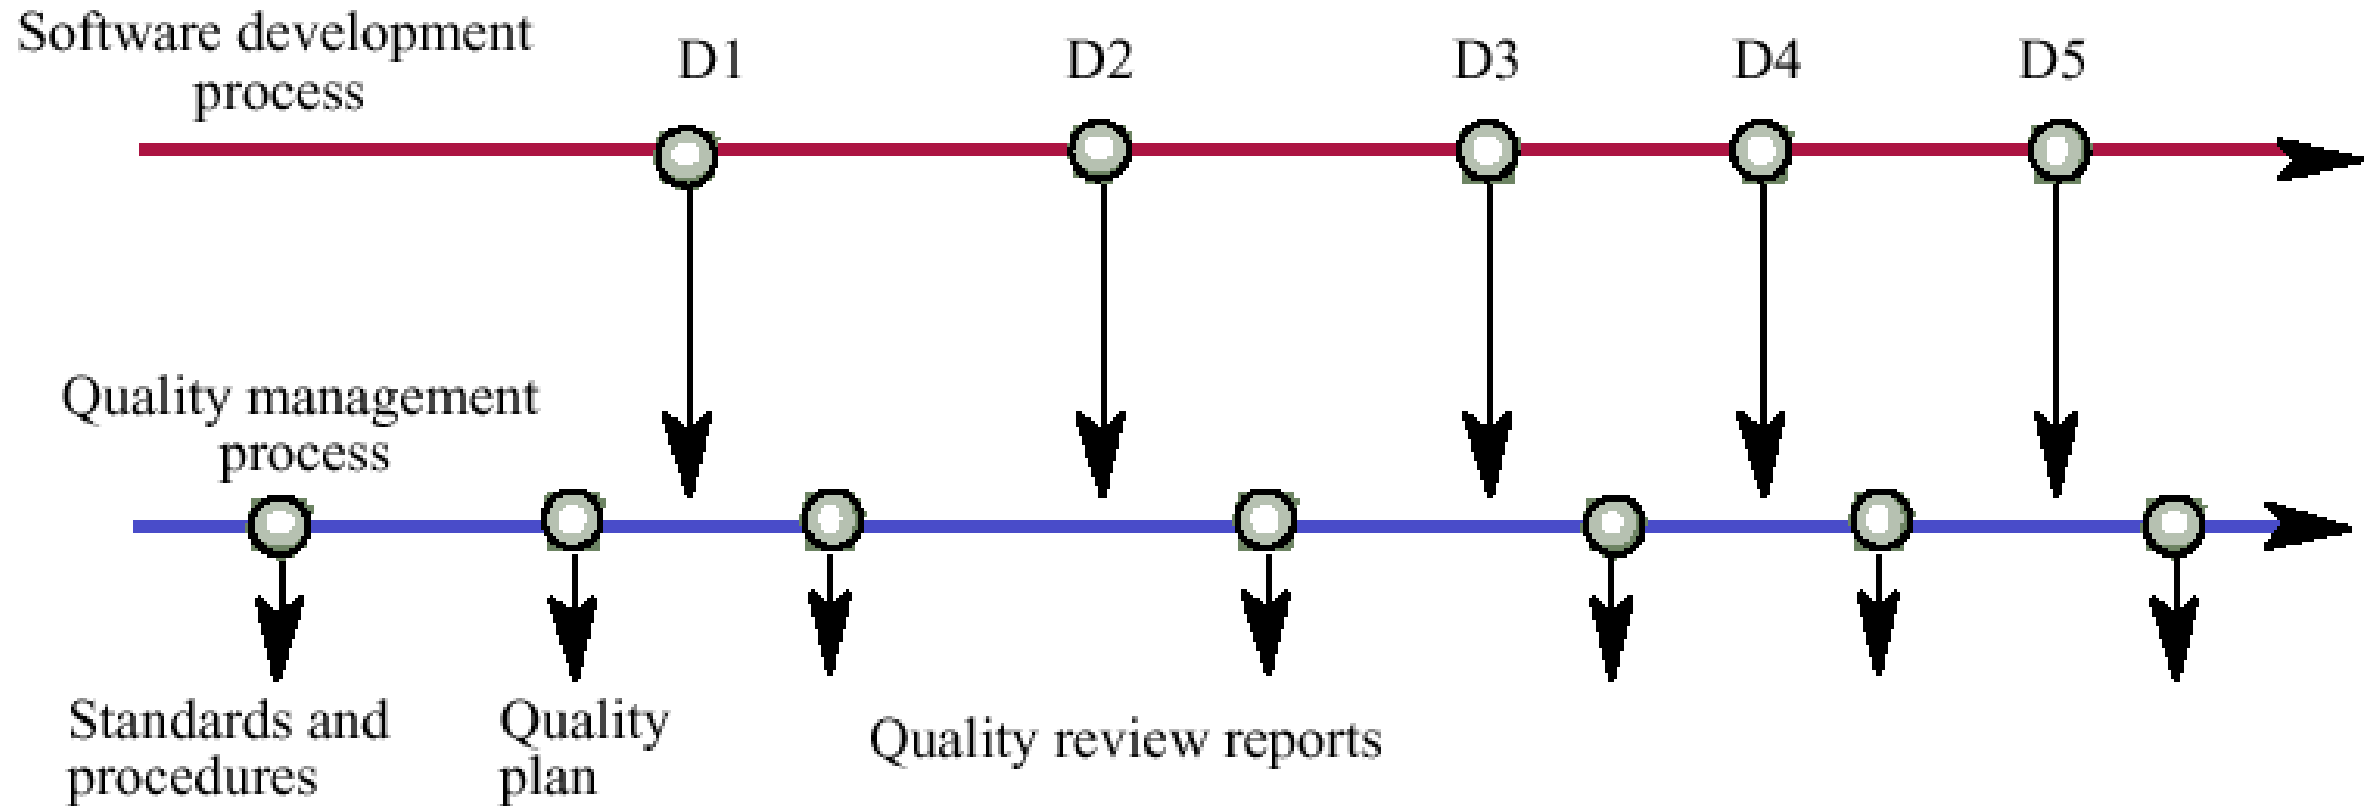 Software development
process
D1
D2
D3
D4
D5
Quality management
process
Standards and
procedures
Quality
plan
Quality review reports